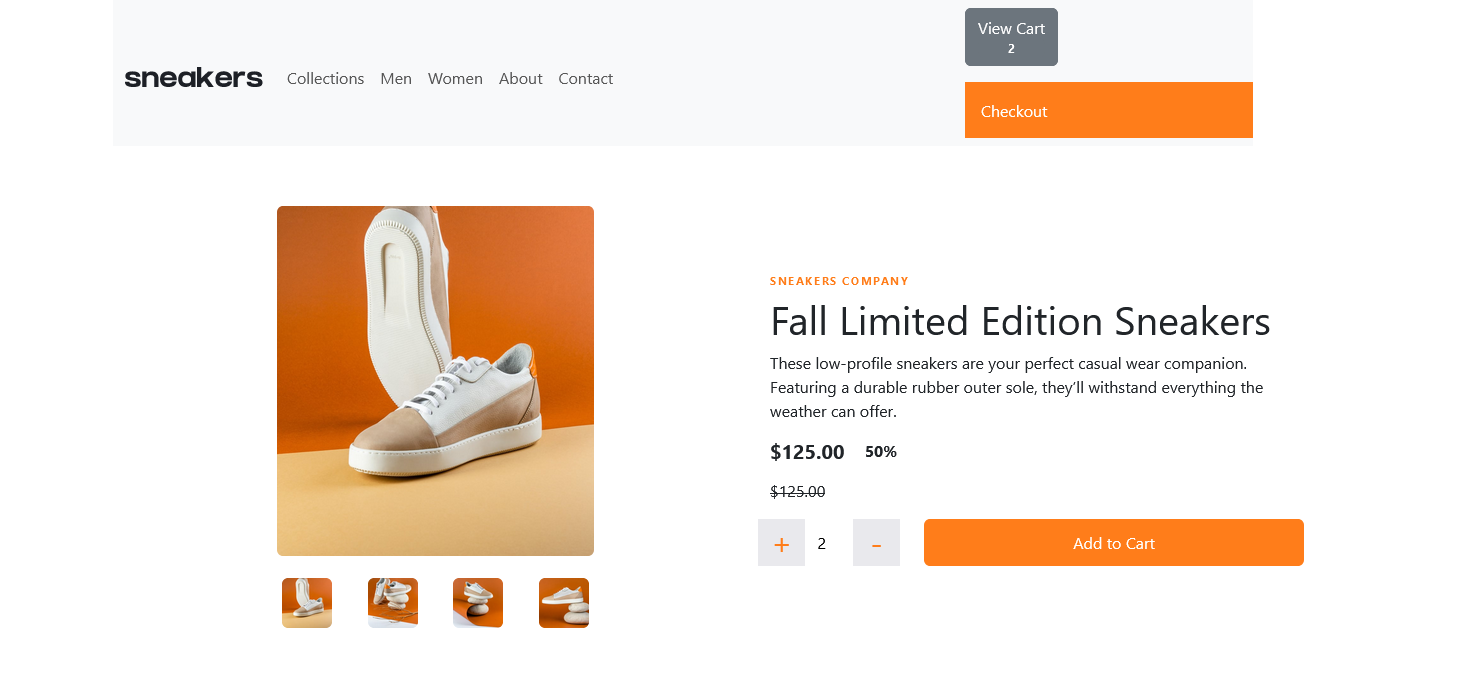 View Cart
2
sneakers Collections Men Women About Contact
Checkout
SNEAKERS COMPANY
Fall Limited Edition Sneakers
These low-profile sneakers are your perfect casual wear companion.
Featuring a durable rubber outer sole, they’ll withstand everything the
weather can offer.
$125.00 50%
$125.00
+ 2 - Add to Cart